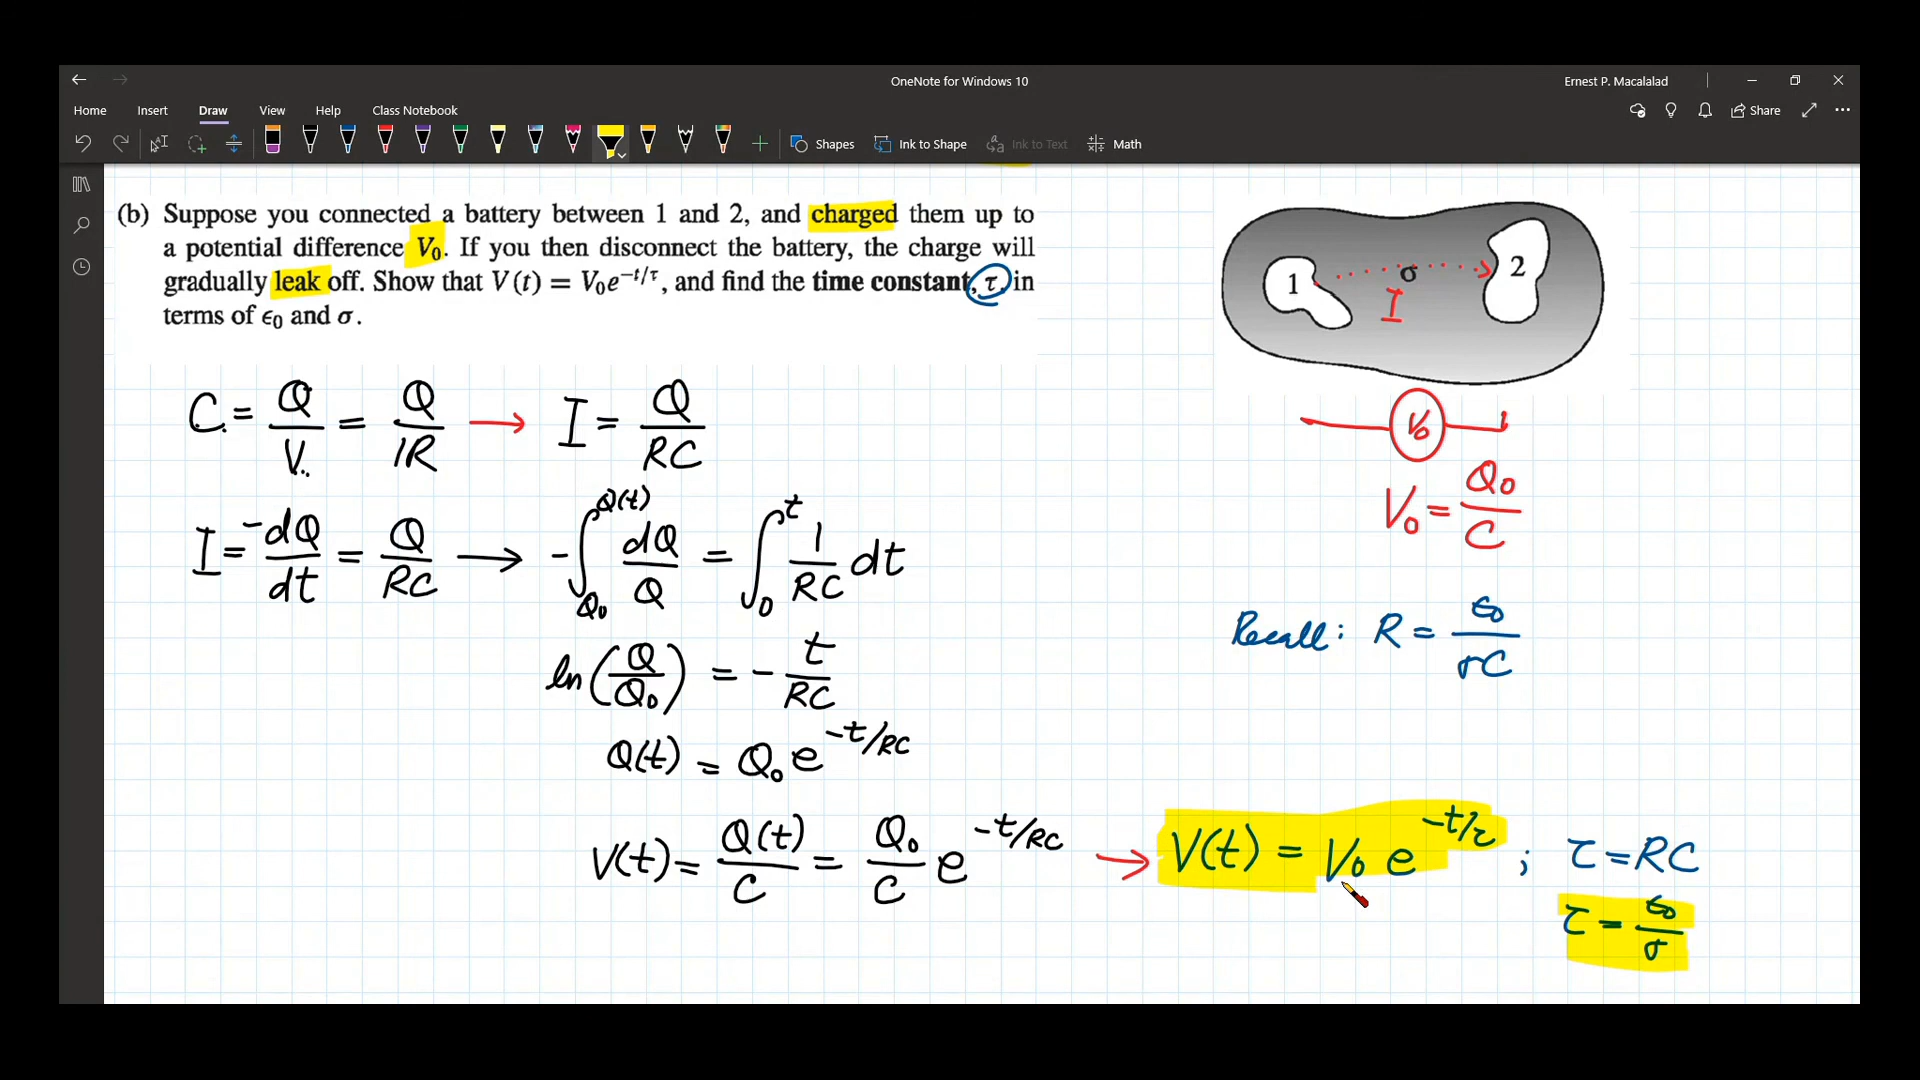 OneNote for Windows 10
Ernest P. Macalalad
Home Insert Draw View Help Class Notebook
Share
Shapes Ink to Shape Ink to Text Math
(b) Suppose you connected a battery between 1 and 2, and charged them up to
a potential difference V₀. If you then disconnect the battery, the charge will
gradually leak off. Show that V(t) = V₀e^(−t/τ), and find the time constant, τ, in
terms of ϵ₀ and σ.
1 σ 2
I
V₀
V₀ = Q₀/C
C = Q/V = Q/IR → I = Q/RC
I = -dQ/dt = Q/RC → -∫_{Q₀}^{Q(t)} dQ/Q = ∫_0^t 1/RC dt
Recall: R = ϵ₀/σC
ln(Q/Q₀) = - t/RC
Q(t) = Q₀ e^(-t/RC)
V(t) = Q(t)/C = Q₀/C e^(-t/RC) → V(t) = V₀ e^(-t/τ) ; τ = RC
τ = ϵ₀/σ